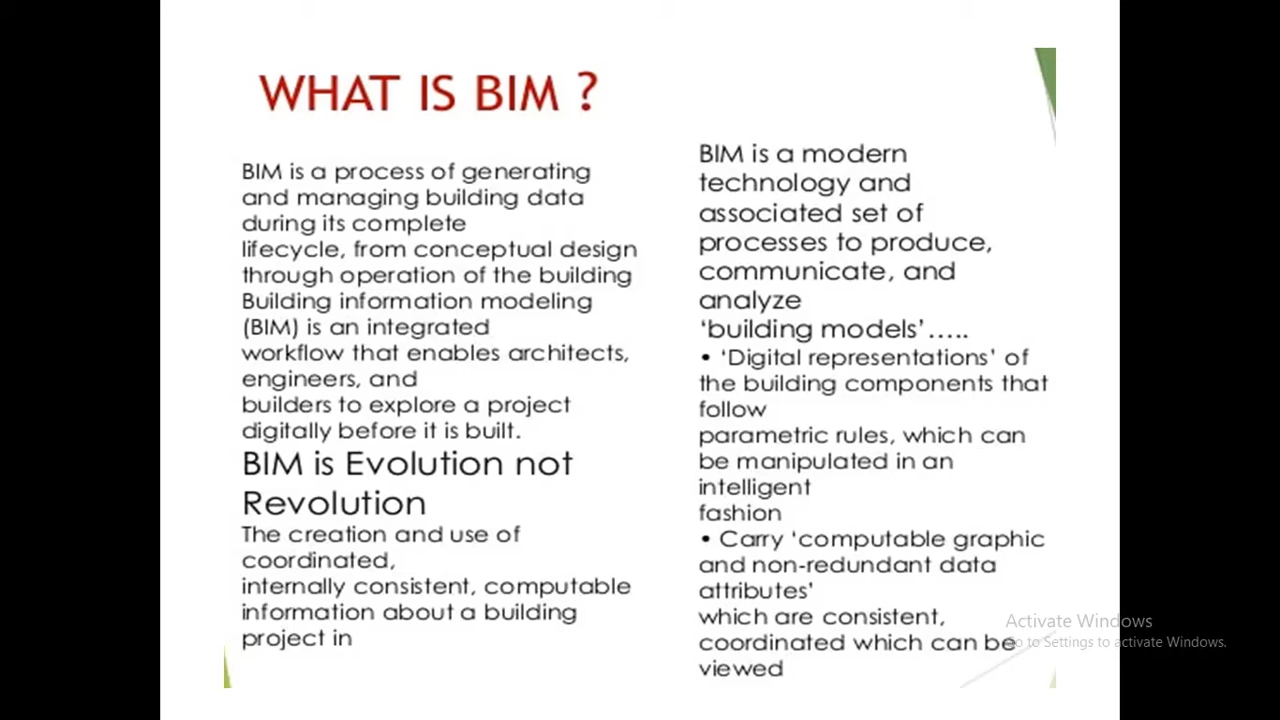 WHAT IS BIM ?
BIM is a process of generating
and managing building data
during its complete
lifecycle, from conceptual design
through operation of the building
Building information modeling
(BIM) is an integrated
workflow that enables architects,
engineers, and
builders to explore a project
digitally before it is built.
BIM is Evolution not
Revolution
The creation and use of
coordinated,
internally consistent, computable
information about a building
project in
BIM is a modern
technology and
associated set of
processes to produce,
communicate, and
analyze
‘building models’…..
• ‘Digital representations’ of
the building components that
follow
parametric rules, which can
be manipulated in an
intelligent
fashion
• Carry ‘computable graphic
and non-redundant data
attributes’
which are consistent,
coordinated which can be
viewed
Activate Windows
Go to Settings to activate Windows.